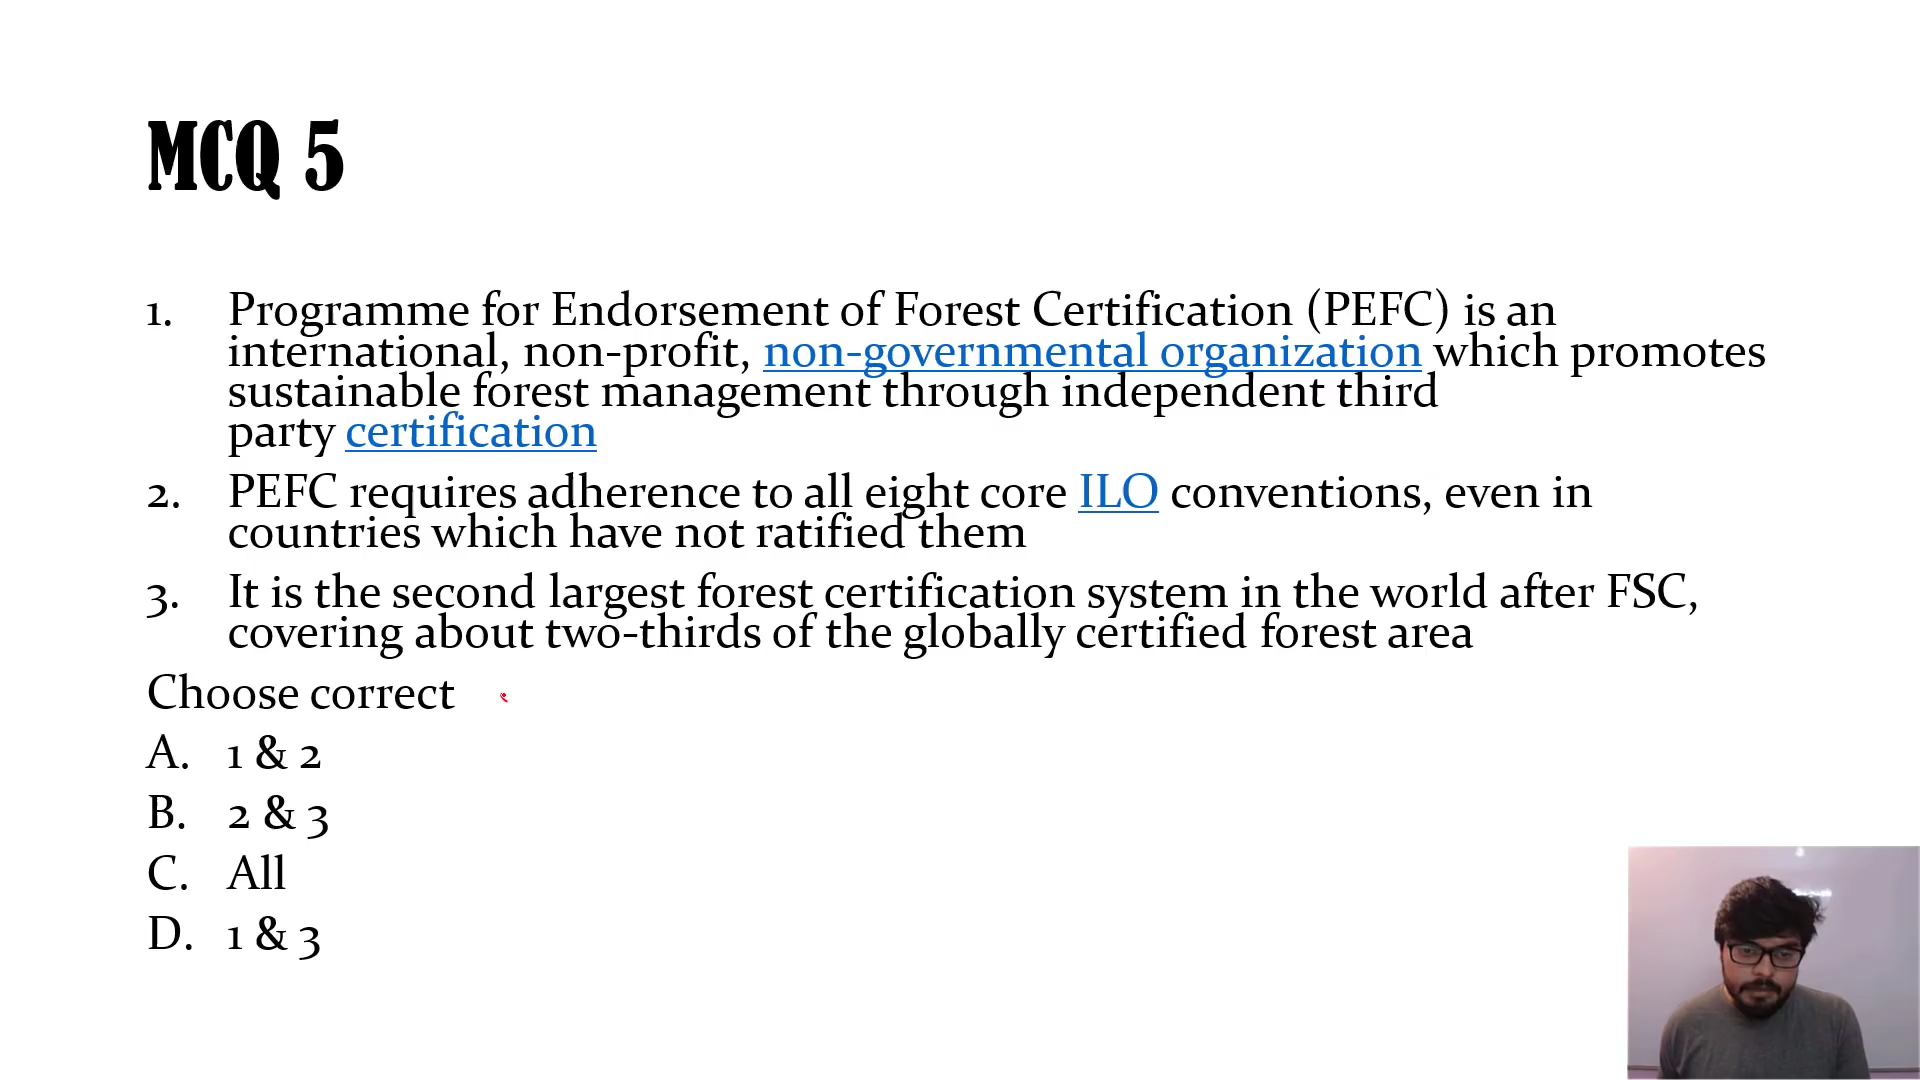 MCQ 5
1. Programme for Endorsement of Forest Certification (PEFC) is an
international, non-profit, non-governmental organization which promotes
sustainable forest management through independent third
party certification
2. PEFC requires adherence to all eight core ILO conventions, even in
countries which have not ratified them
3. It is the second largest forest certification system in the world after FSC,
covering about two-thirds of the globally certified forest area
Choose correct
A. 1 & 2
B. 2 & 3
C. All
D. 1 & 3